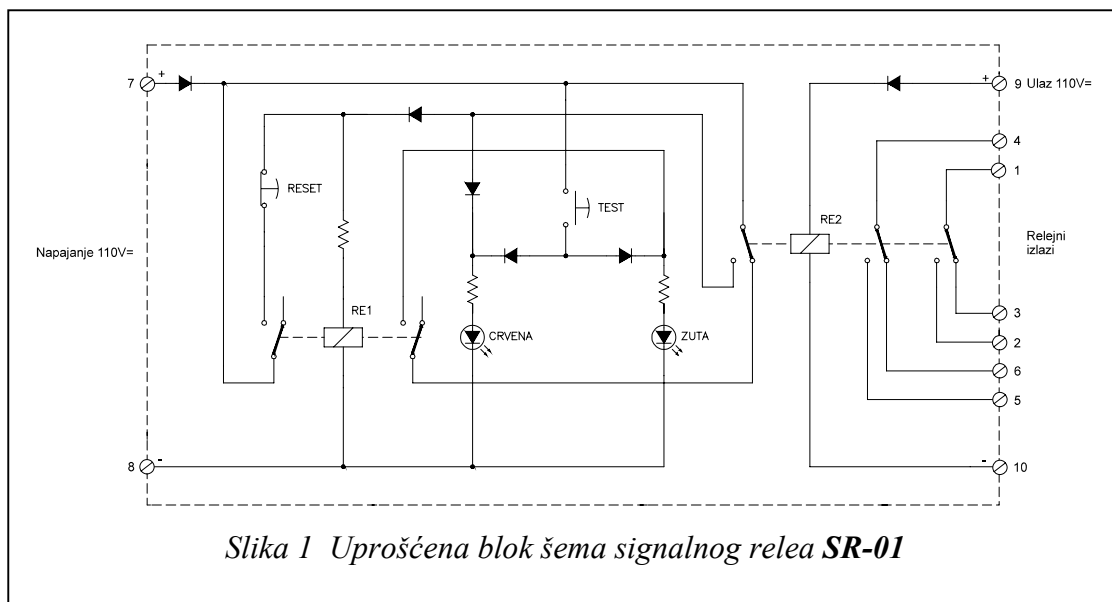 7 +
+ 9 Ulaz 110V=
4
1
RESET
TEST
RE2
Napajanje 110V=
Relejni
izlazi
RE1
CRVENA
ZUTA
3
2
6
5
8 -
- 10
Slika 1 Uprošćena blok šema signalnog relea SR-01